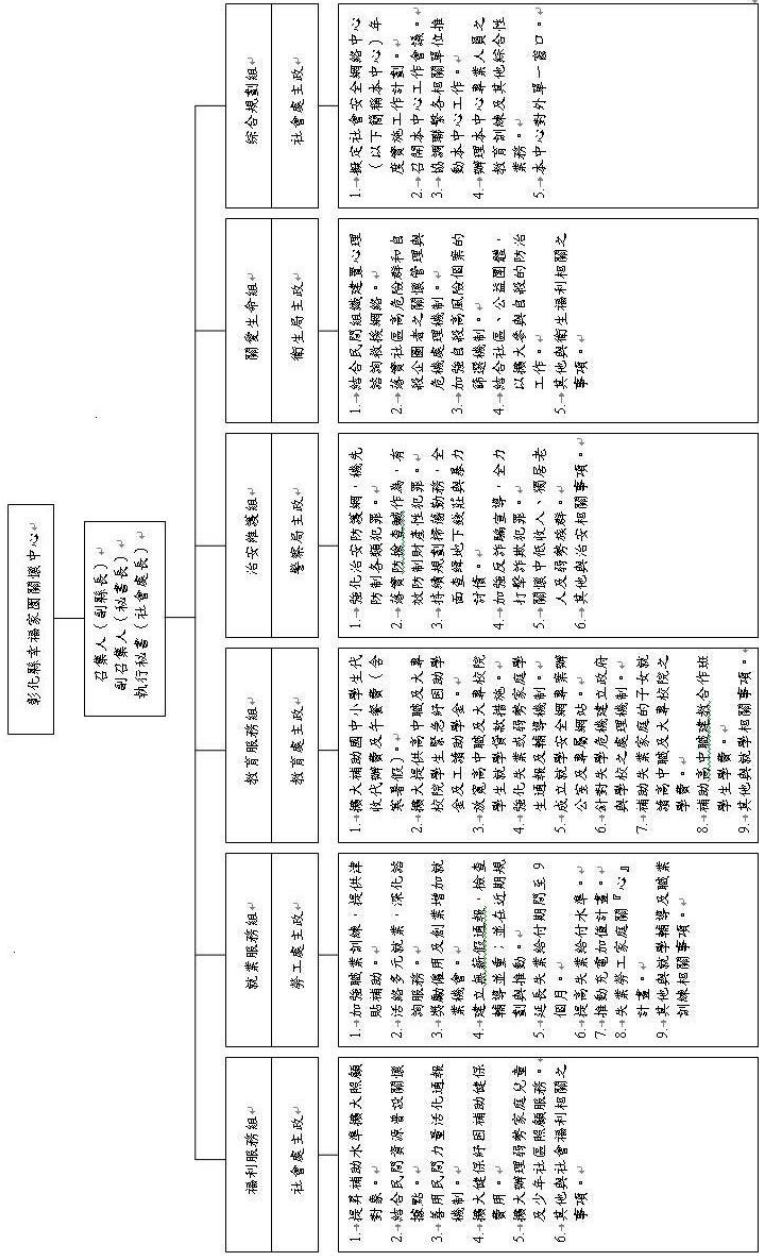 彰化縣幸福家園關懷中心
召集人(副縣長)
副召集人(秘書長)
執行秘書(社會處長)
福利服務組
社會處主政
1.提昇補助水準擴大照顧
對象。
2.結合民間資源普設關懷
據點。
3.善用民間力量活化通報
機制。
4.擴大健保紓困補助健保
費用。
5.擴大辦理弱勢家庭兒童
及少年社區照顧服務。
6.其他與社會福利相關之
事項。
就業服務組
勞工處主政
1.加強職業訓練,提供津
貼補助。
2.活絡多元就業,深化諮
詢服務。
3.獎勵僱用及創業增加就
業機會。
4.建立無薪假通報,檢查
輔導並重;並在近期規
劃與推動。
5.延長失業給付期間至 9
個月。
6.提高失業給付水準。
7.推動充電加值計畫。
8.失業勞工家庭關『心』
計畫。
9.其他與就學輔導及職業
訓練相關事項。
教育服務組
教育處主政
1.擴大補助國中小學生代
收代辦費及午餐費(含
寒暑假)。
2.擴大提供高中職及大專
校院學生緊急紓困助學
金及工讀助學金。
3.放寬高中職及大專校院
學生就學貸款措施。
4.強化失業或弱勢家庭學
生通報及輔導機制。
5.成立就學安全網專案辦
公室及專屬網站。
6.針對失學危機建立政府
與學校之處理機制。
7.補助失業家庭的子女就
讀高中職及大專校院之
學費。
8.補助高中職建教合作班
學生學費。
9.其他與就學相關事項。
治安維護組
警察局主政
1.強化治安防護網,機先
防制各類犯罪。
2.落實防搶查贓作為,有
效防制財產性犯罪。
3.持續規劃掃蕩勤務,全
面查緝地下錢莊與暴力
討債。
4.加強反詐騙宣導,全力
打擊詐欺犯罪。
5.關懷中低收入、獨居老
人及弱勢族群。
6.其他與治安相關事項。
關愛生命組
衛生局主政
1.結合民間組織建置心理
諮詢救援網絡。
2.落實社區高危險群和自
殺企圖者之關懷管理與
危機處理機制。
3.加強自殺高風險個案的
篩選機制。
4.結合社區、公益團體,
以擴大參與自殺的防治
工作。
5.其他與衛生福利相關之
事項。
綜合規劃組
社會處主政
1.擬定社會安全網絡中心
(以下簡稱本中心)年
度實施工作計劃。
2.召開本中心工作會議。
3.協調聯繫各相關單位推
動本中心工作。
4.辦理本中心專業人員之
教育訓練及其他綜合性
業務。
5.本中心對外單一窗口。